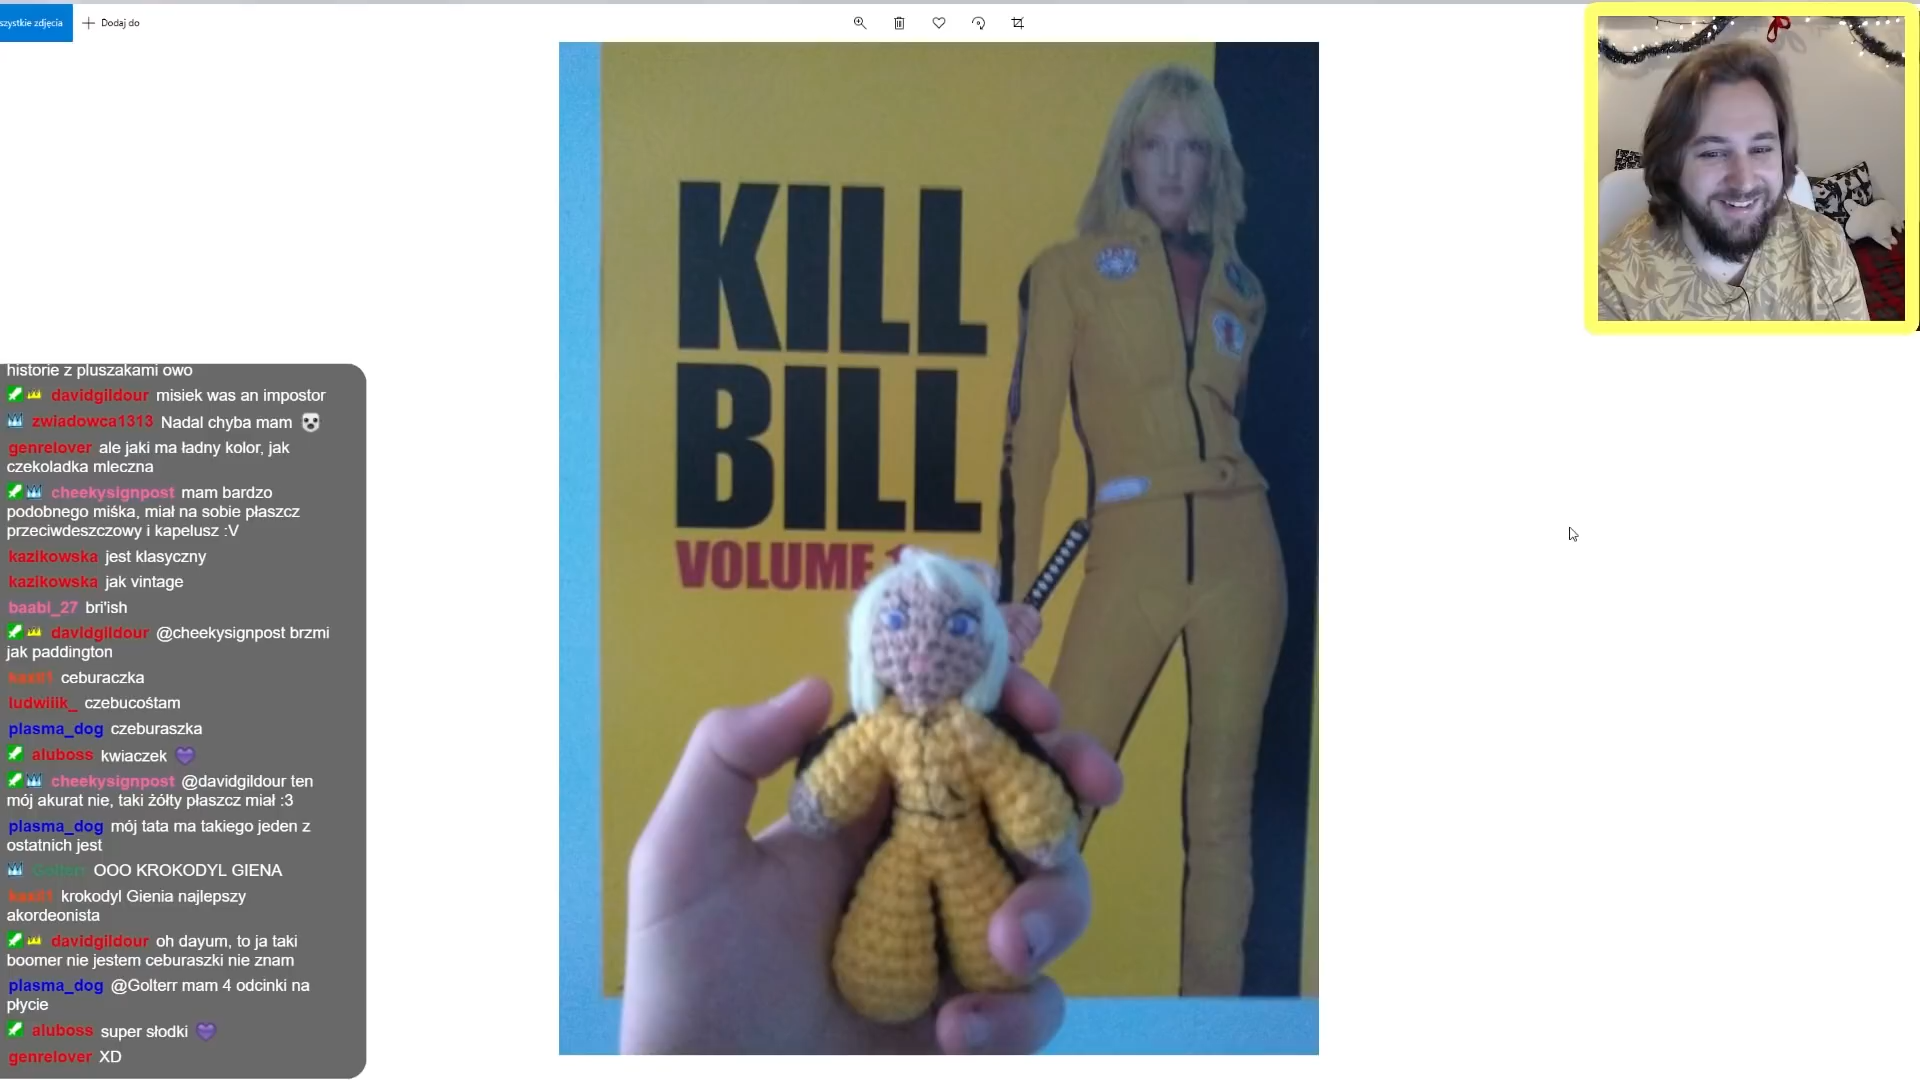 szystkie zdjęcia
Dodaj do
KILL
BILL
VOLUME
historie z pluszakami owo
davidgildour misiek was an impostor
zwiadowca1313 Nadal chyba mam
genrelover ale jaki ma ładny kolor, jak
czekoladka mleczna
cheekysignpost mam bardzo
podobnego miśka, miał na sobie płaszcz
przeciwdeszczowy i kapelusz :V
kazikowska jest klasyczny
kazikowska jak vintage
baabi_27 bri'ish
davidgildour @cheekysignpost brzmi
jak paddington
ceburaczka
ludwiiik_ czebucośtam
plasma_dog czeburaszka
aluboss kwiaczek
cheekysignpost @davidgildour ten
mój akurat nie, taki żółty płaszcz miał :3
plasma_dog mój tata ma takiego jeden z
ostatnich jest
Golterr OOO KROKODYL GIENA
krokodyl Gienia najlepszy
akordeonista
davidgildour oh dayum, to ja taki
boomer nie jestem ceburaszki nie znam
plasma_dog @Golterr mam 4 odcinki na
płycie
aluboss super słodki
genrelover XD